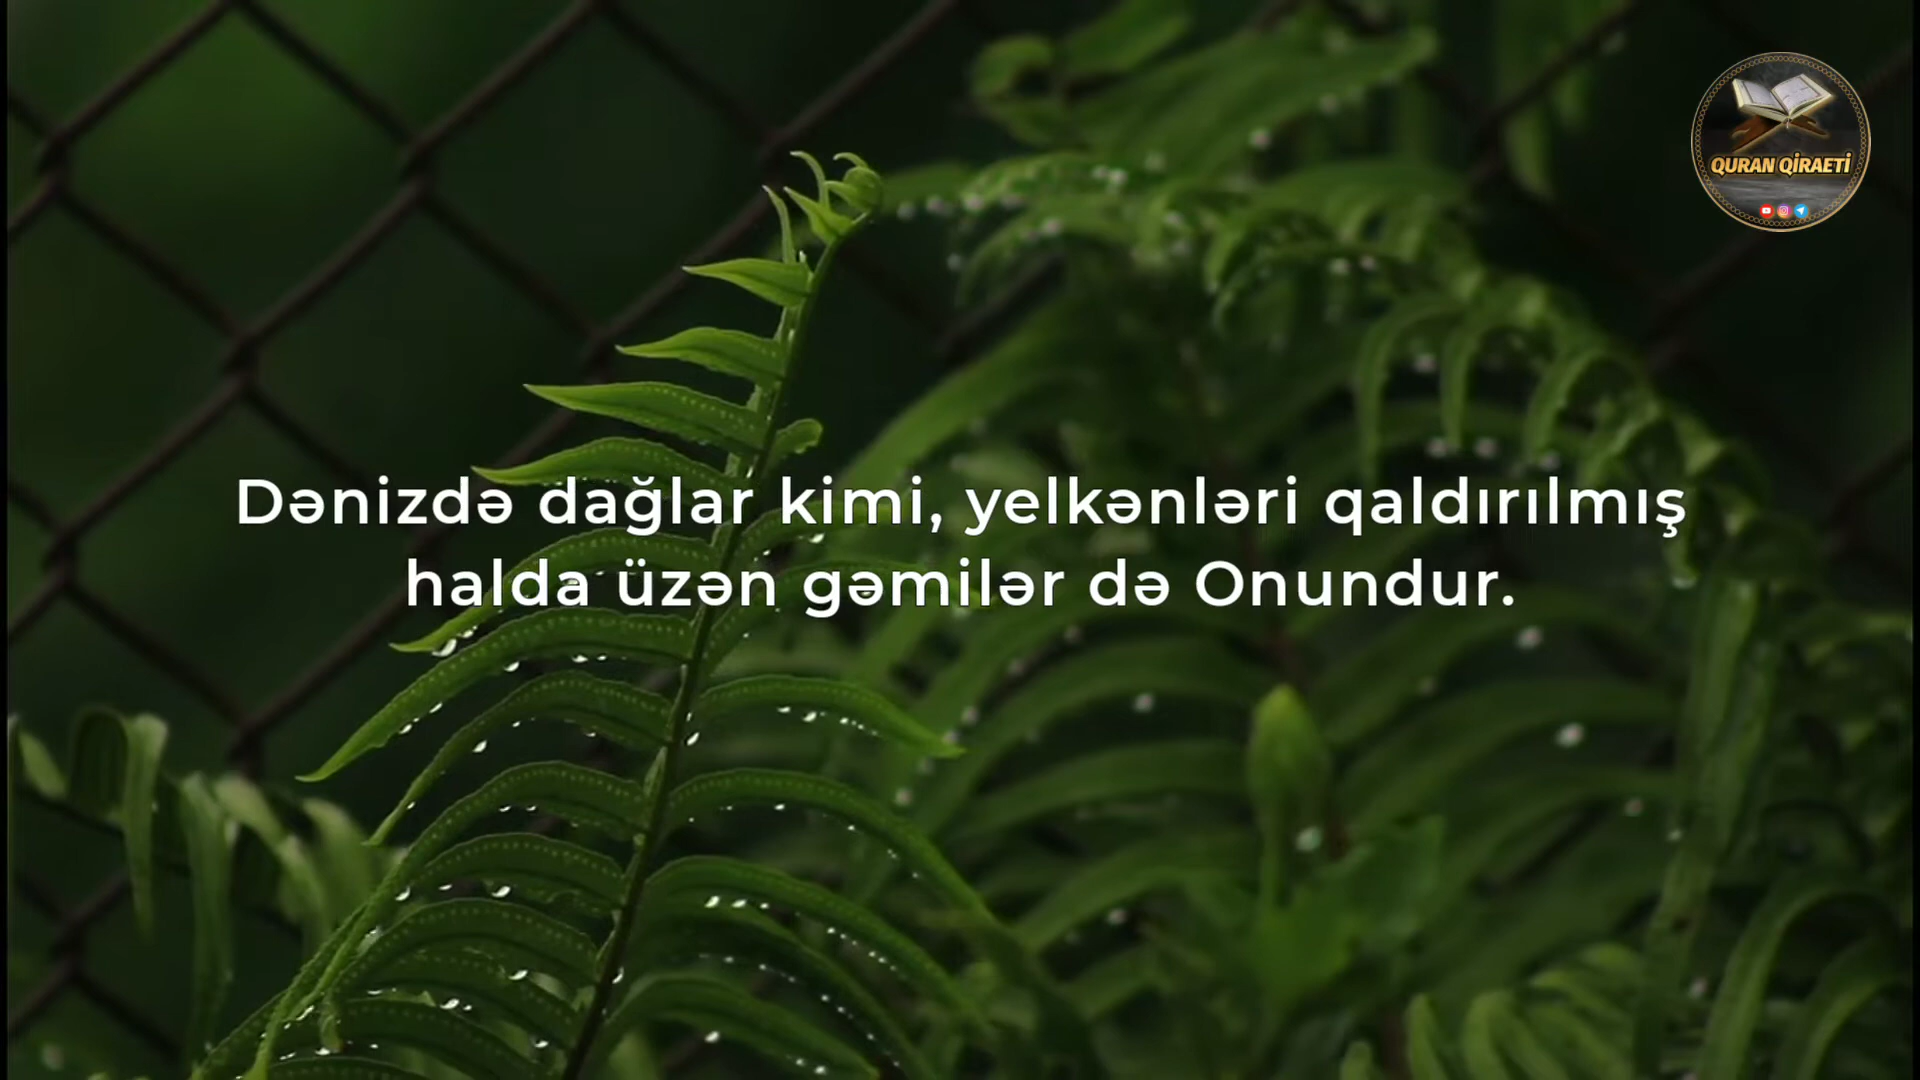 QURAN QİRAETİ
Dənizdə dağlar kimi, yelkənləri qaldırılmış
halda üzən gəmilər də Onundur.